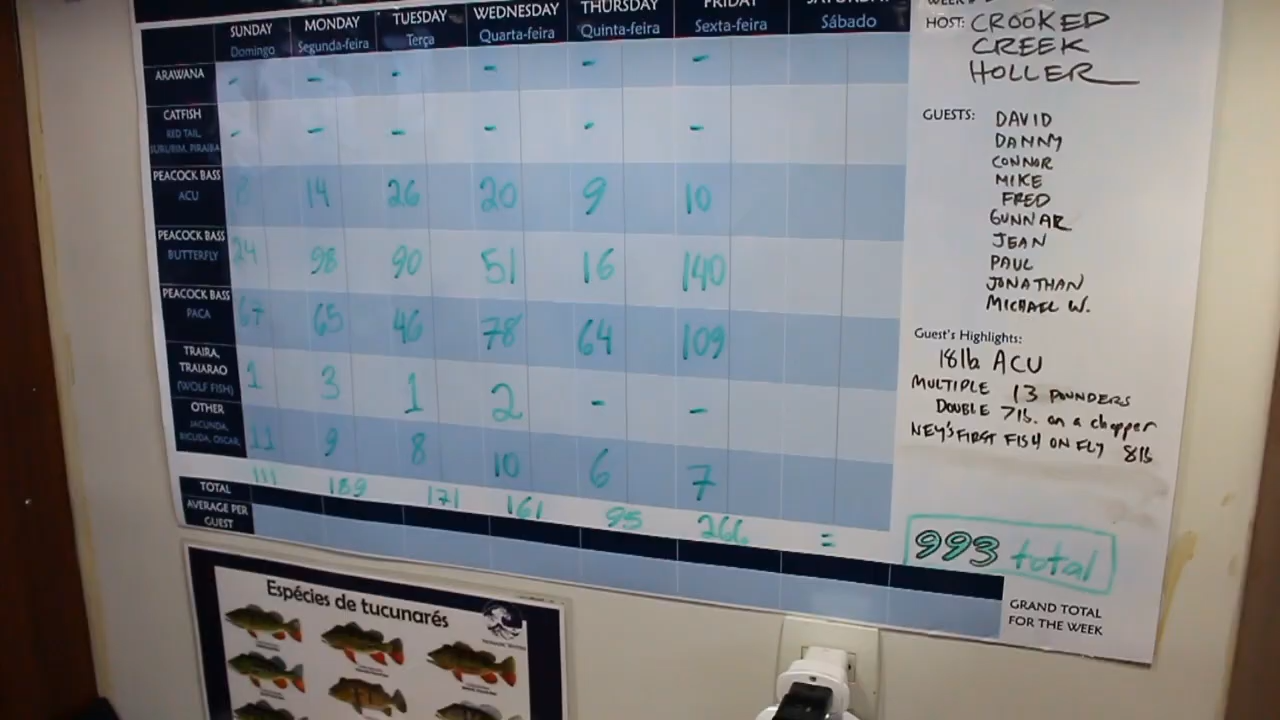 SUNDAY MONDAY TUESDAY WEDNESDAY THURSDAY FRIDAY
Domingo Segunda-feira Terça Quarta-feira Quinta-feira Sexta-feira Sábado
ARAWANA - - - - - -
CATFISH - - - - - -
RED TAIL,
SURUBIM, PIRAIBA
PEACOCK BASS
ACU 8 14 26 20 9 10
PEACOCK BASS
BUTTERFLY 24 98 90 51 16 140
PEACOCK BASS
PACA 67 65 46 78 64 109
TRAIRA,
TRAIARAO
(WOLF FISH) 1 3 1 2 - -
OTHER
JACUNDA,
BICUDA, OSCAR, 11 9 8 10 6 7
TOTAL 111 189 171 161 95 266 =
AVERAGE PER
GUEST
HOST: CROOKED
CREEK
HOLLER
GUESTS: DAVID
DANNY
CONNOR
MIKE
FRED
GUNNAR
JEAN
PAUL
JONATHAN
MICHAEL W.
Guest's Highlights:
18lb ACU
MULTIPLE 13 POUNDERS
DOUBLE 7lb. on a chopper
NEY'S FIRST FISH ON FLY 8lb
993 total
GRAND TOTAL
FOR THE WEEK
Espécies de tucunarés